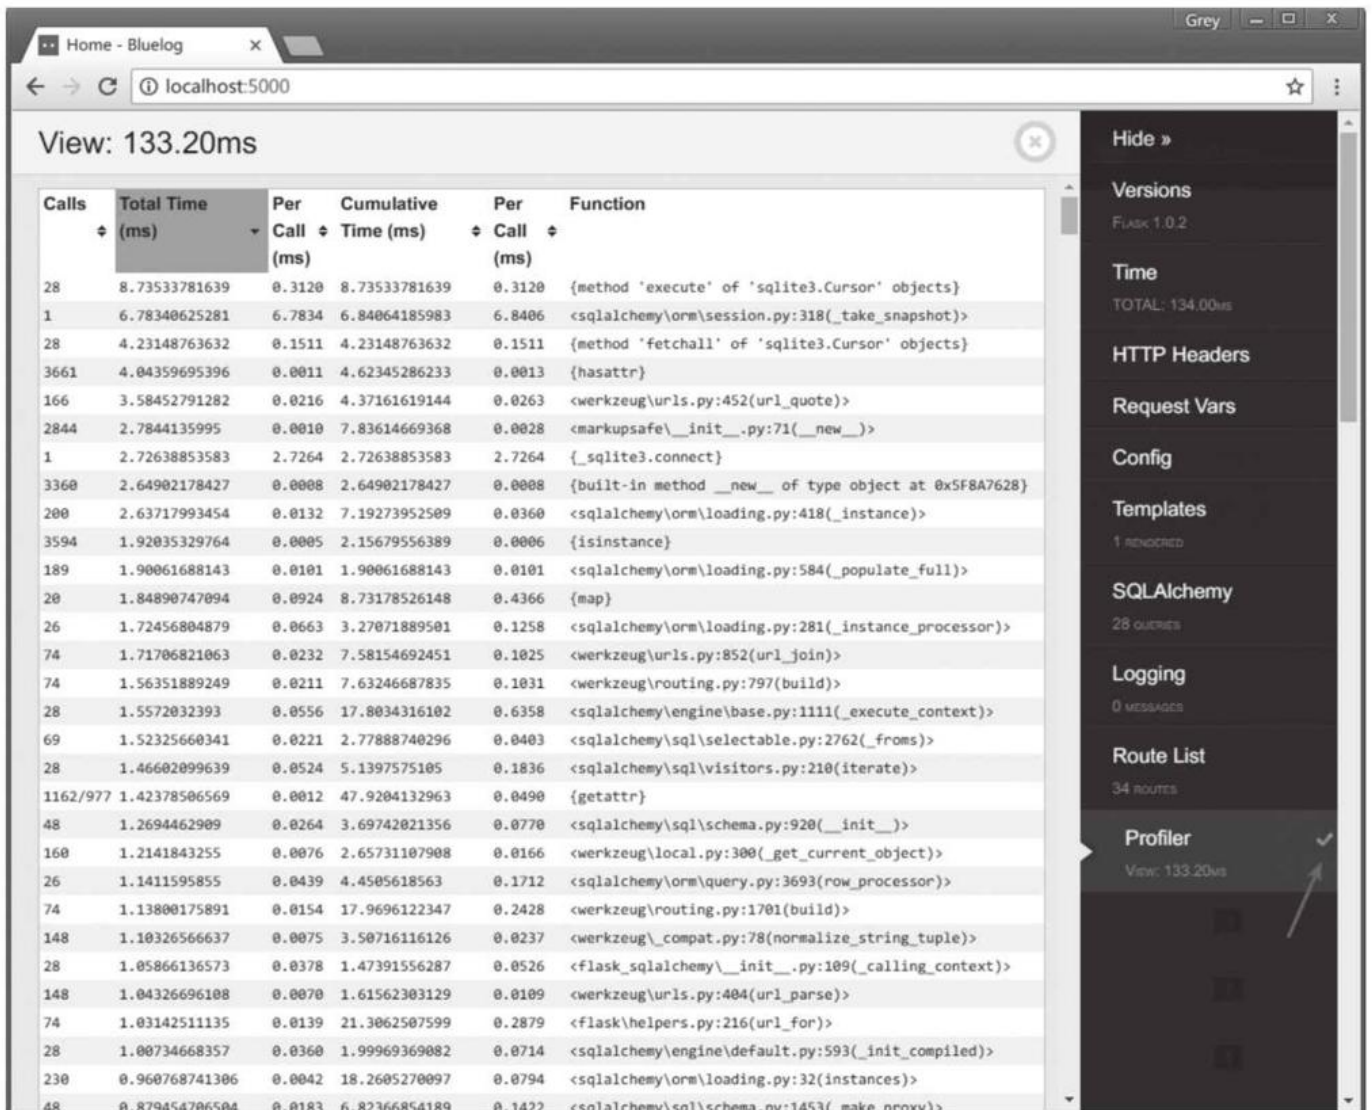 Grey
Home - Bluelog
localhost:5000
View: 133.20ms
Calls Total Time (ms) Per Call (ms) Cumulative Time (ms) Per Call (ms) Function
28 8.73533781639 0.3120 8.73533781639 0.3120 {method 'execute' of 'sqlite3.Cursor' objects}
1 6.78340625281 6.7834 6.84064185983 6.8406 <sqlalchemy\orm\session.py:318(_take_snapshot)>
28 4.23148763632 0.1511 4.23148763632 0.1511 {method 'fetchall' of 'sqlite3.Cursor' objects}
3661 4.04359695396 0.0011 4.62345286233 0.0013 {hasattr}
166 3.58452791282 0.0216 4.37161619144 0.0263 <werkzeug\urls.py:452(url_quote)>
2844 2.7844135995 0.0010 7.83614669368 0.0028 <markupsafe\__init__.py:71(__new__)>
1 2.72638853583 2.7264 2.72638853583 2.7264 {_sqlite3.connect}
3360 2.64902178427 0.0008 2.64902178427 0.0008 {built-in method __new__ of type object at 0x5F8A7628}
200 2.63717993454 0.0132 7.19273952509 0.0360 <sqlalchemy\orm\loading.py:418(_instance)>
3594 1.92035329764 0.0005 2.15679556389 0.0006 {isinstance}
189 1.90061688143 0.0101 1.90061688143 0.0101 <sqlalchemy\orm\loading.py:584(_populate_full)>
20 1.84890747094 0.0924 8.73178526148 0.4366 {map}
26 1.72456804879 0.0663 3.27071889501 0.1258 <sqlalchemy\orm\loading.py:281(_instance_processor)>
74 1.71706821063 0.0232 7.58154692451 0.1025 <werkzeug\urls.py:852(url_join)>
74 1.56351889249 0.0211 7.63246687835 0.1031 <werkzeug\routing.py:797(build)>
28 1.5572032393 0.0556 17.8034316102 0.6358 <sqlalchemy\engine\base.py:1111(_execute_context)>
69 1.52325660341 0.0221 2.77888740296 0.0403 <sqlalchemy\sql\selectable.py:2762(_froms)>
28 1.46602099639 0.0524 5.1397575105 0.1836 <sqlalchemy\sql\visitors.py:210(iterate)>
1162/977 1.42378506569 0.0012 47.9204132963 0.0490 {getattr}
48 1.2694462909 0.0264 3.69742021356 0.0770 <sqlalchemy\sql\schema.py:920(__init__)>
160 1.2141843255 0.0076 2.65731107908 0.0166 <werkzeug\local.py:300(_get_current_object)>
26 1.1411595855 0.0439 4.4505618563 0.1712 <sqlalchemy\orm\query.py:3693(row_processor)>
74 1.13800175891 0.0154 17.9696122347 0.2428 <werkzeug\routing.py:1701(build)>
148 1.10326566637 0.0075 3.50716116126 0.0237 <werkzeug\_compat.py:78(normalize_string_tuple)>
28 1.05866136573 0.0378 1.47391556287 0.0526 <flask_sqlalchemy\__init__.py:109(_calling_context)>
148 1.04326696108 0.0070 1.61562303129 0.0109 <werkzeug\urls.py:404(url_parse)>
74 1.03142511135 0.0139 21.3062507599 0.2879 <flask\helpers.py:216(url_for)>
28 1.00734668357 0.0360 1.99969369082 0.0714 <sqlalchemy\engine\default.py:593(_init_compiled)>
230 0.960768741306 0.0042 18.2605270097 0.0794 <sqlalchemy\orm\loading.py:32(instances)>
48 0.879454706504 0.0183 6.82366854189 0.1422 <sqlalchemy\sql\schema.py:1453(_make_proxy)>
Hide »
Versions
FLASK 1.0.2
Time
TOTAL: 134.00MS
HTTP Headers
Request Vars
Config
Templates
1 RENDERED
SQLAlchemy
28 QUERIES
Logging
0 MESSAGES
Route List
34 ROUTES
Profiler
VIEW: 133.20MS